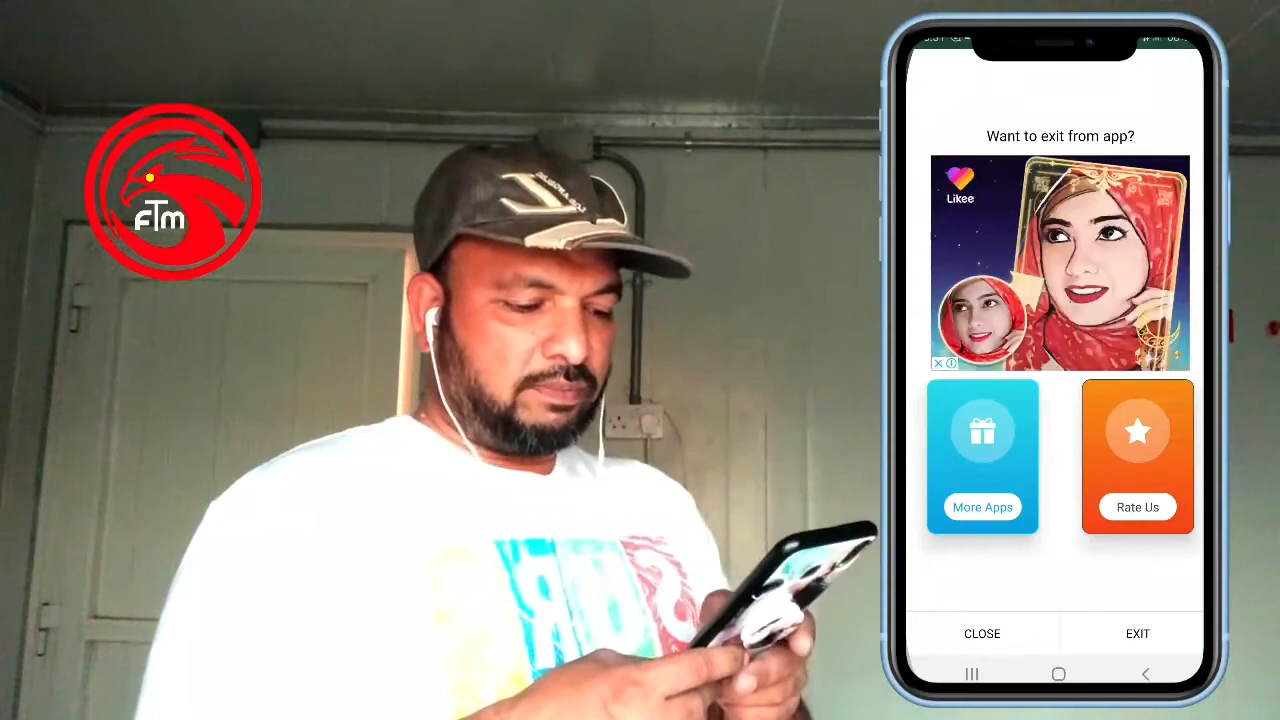 FTM
Want to exit from app?
Likee
More Apps
Rate Us
CLOSE
EXIT